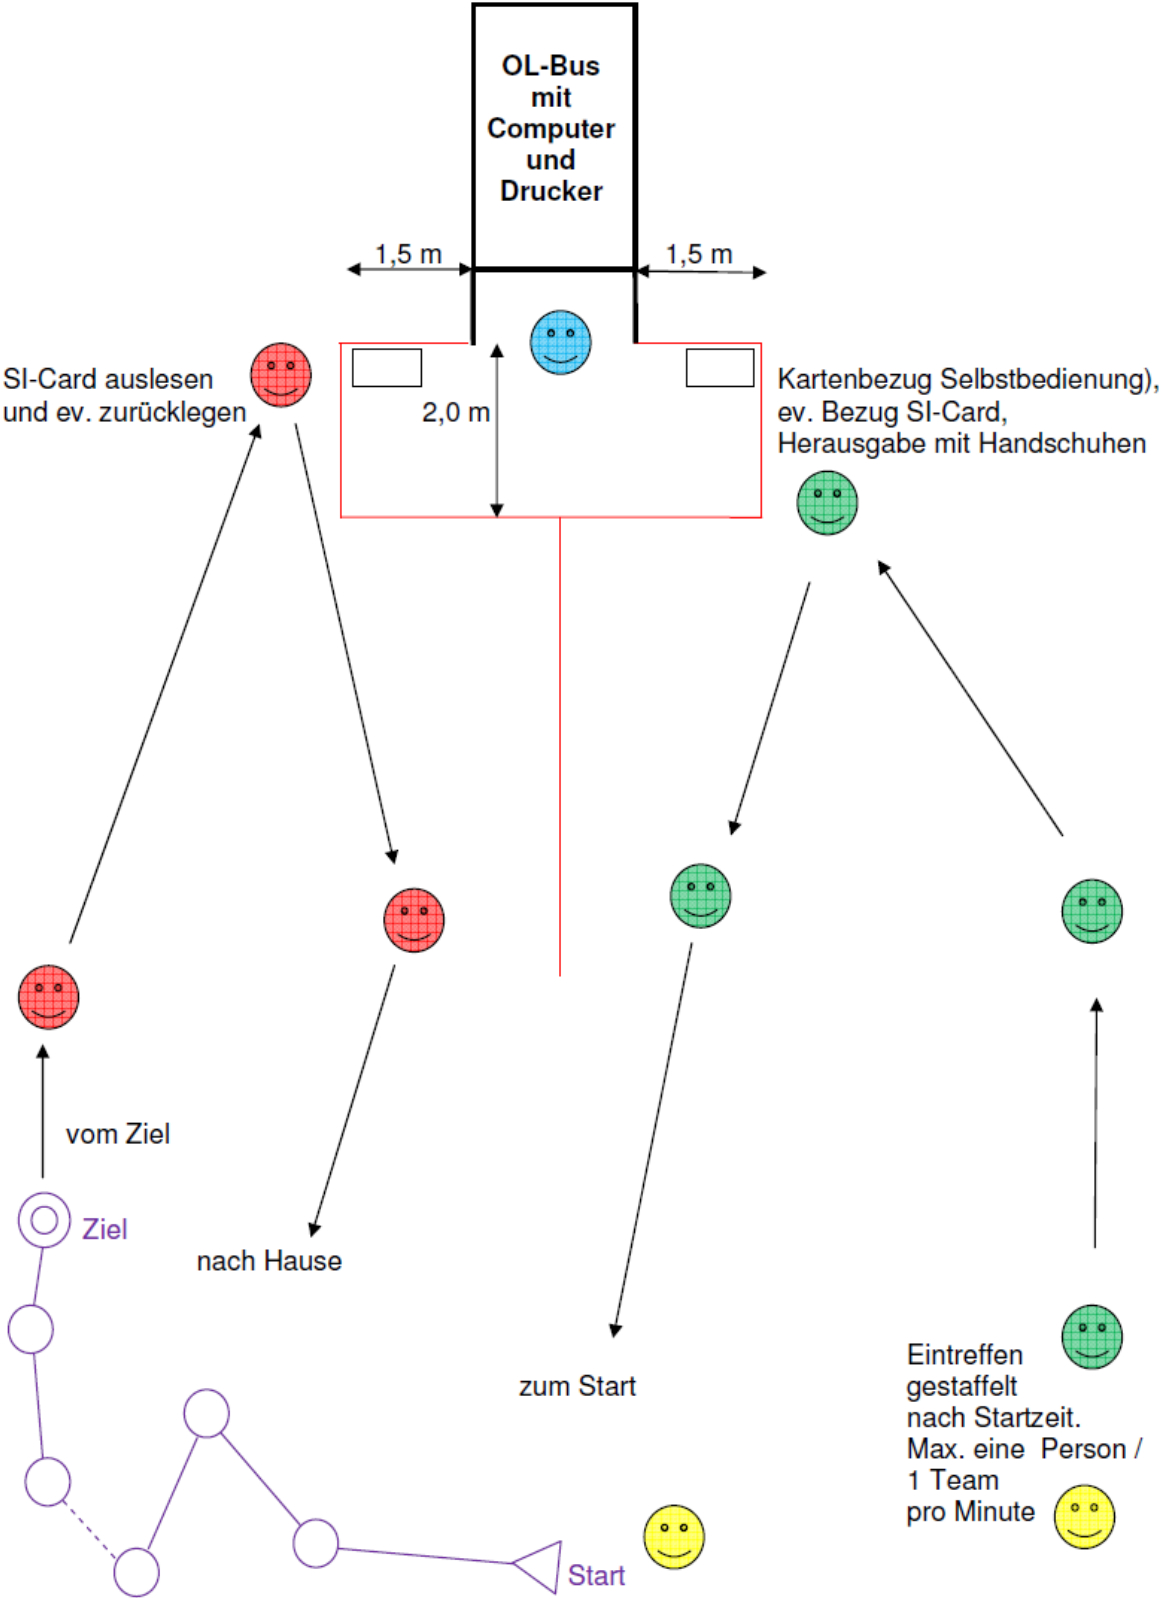 OL-Bus
mit
Computer
und
Drucker
1,5 m
1,5 m
SI-Card auslesen
und ev. zurücklegen
2,0 m
Kartenbezug Selbstbedienung),
ev. Bezug SI-Card,
Herausgabe mit Handschuhen
vom Ziel
Ziel
nach Hause
zum Start
Eintreffen
gestaffelt
nach Startzeit.
Max. eine Person /
1 Team
pro Minute
Start